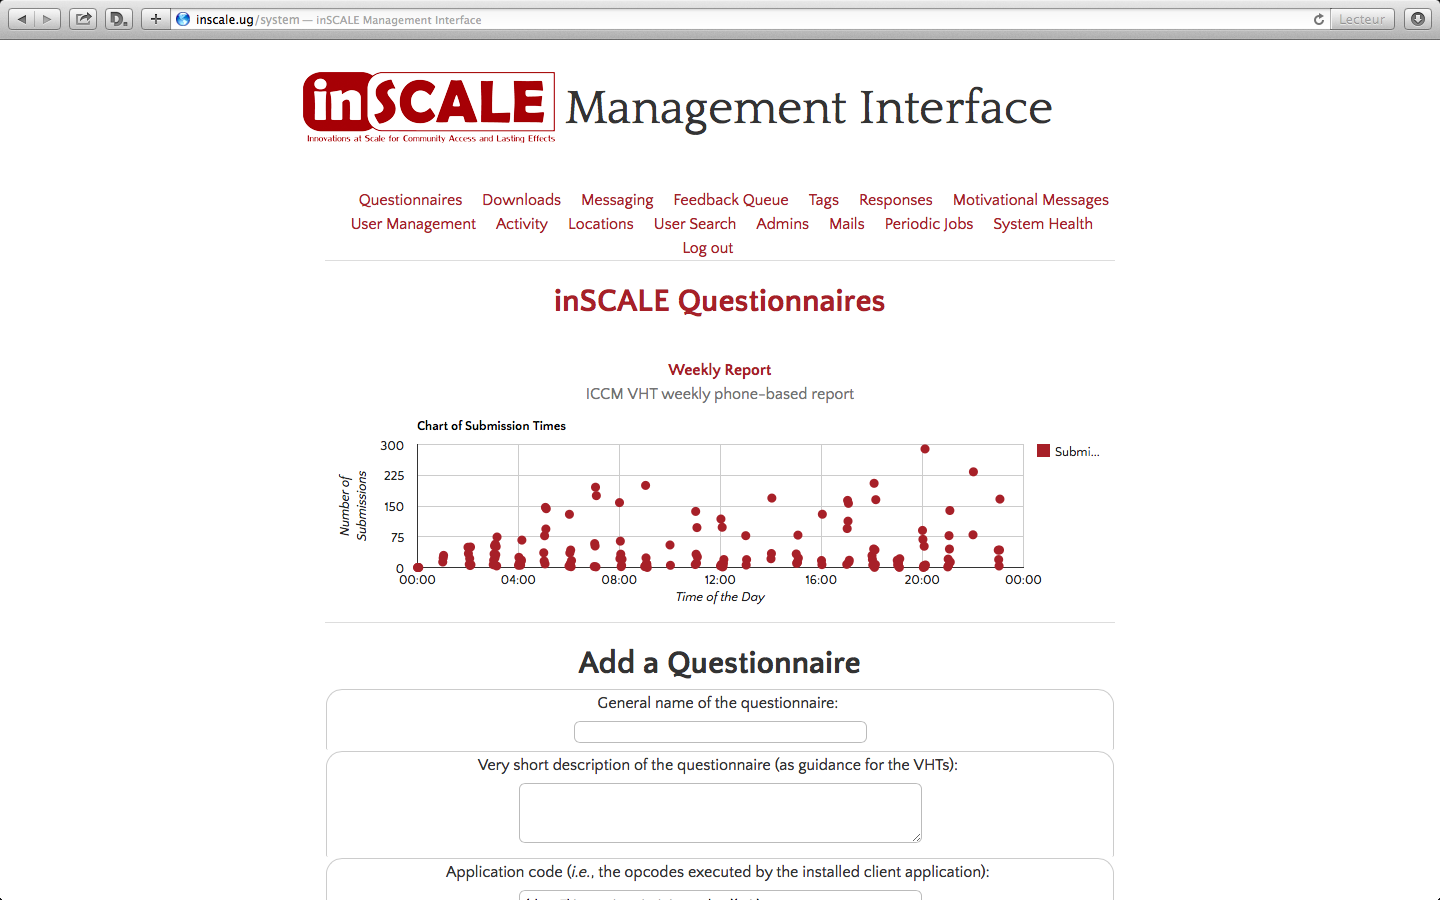 inscale.ug/system — inSCALE Management Interface
Lecteur
D.
inSCALE Management Interface
Innovations at Scale for Community Access and Lasting Effects
Questionnaires Downloads Messaging Feedback Queue Tags Responses Motivational Messages
User Management Activity Locations User Search Admins Mails Periodic Jobs System Health
Log out
inSCALE Questionnaires
Weekly Report
ICCM VHT weekly phone-based report
Chart of Submission Times
Number of
Submissions
300
225
150
75
0
Submi...
00:00 04:00 08:00 12:00 16:00 20:00 00:00
Time of the Day
Add a Questionnaire
General name of the questionnaire:
Very short description of the questionnaire (as guidance for the VHTs):
Application code (i.e., the opcodes executed by the installed client application):